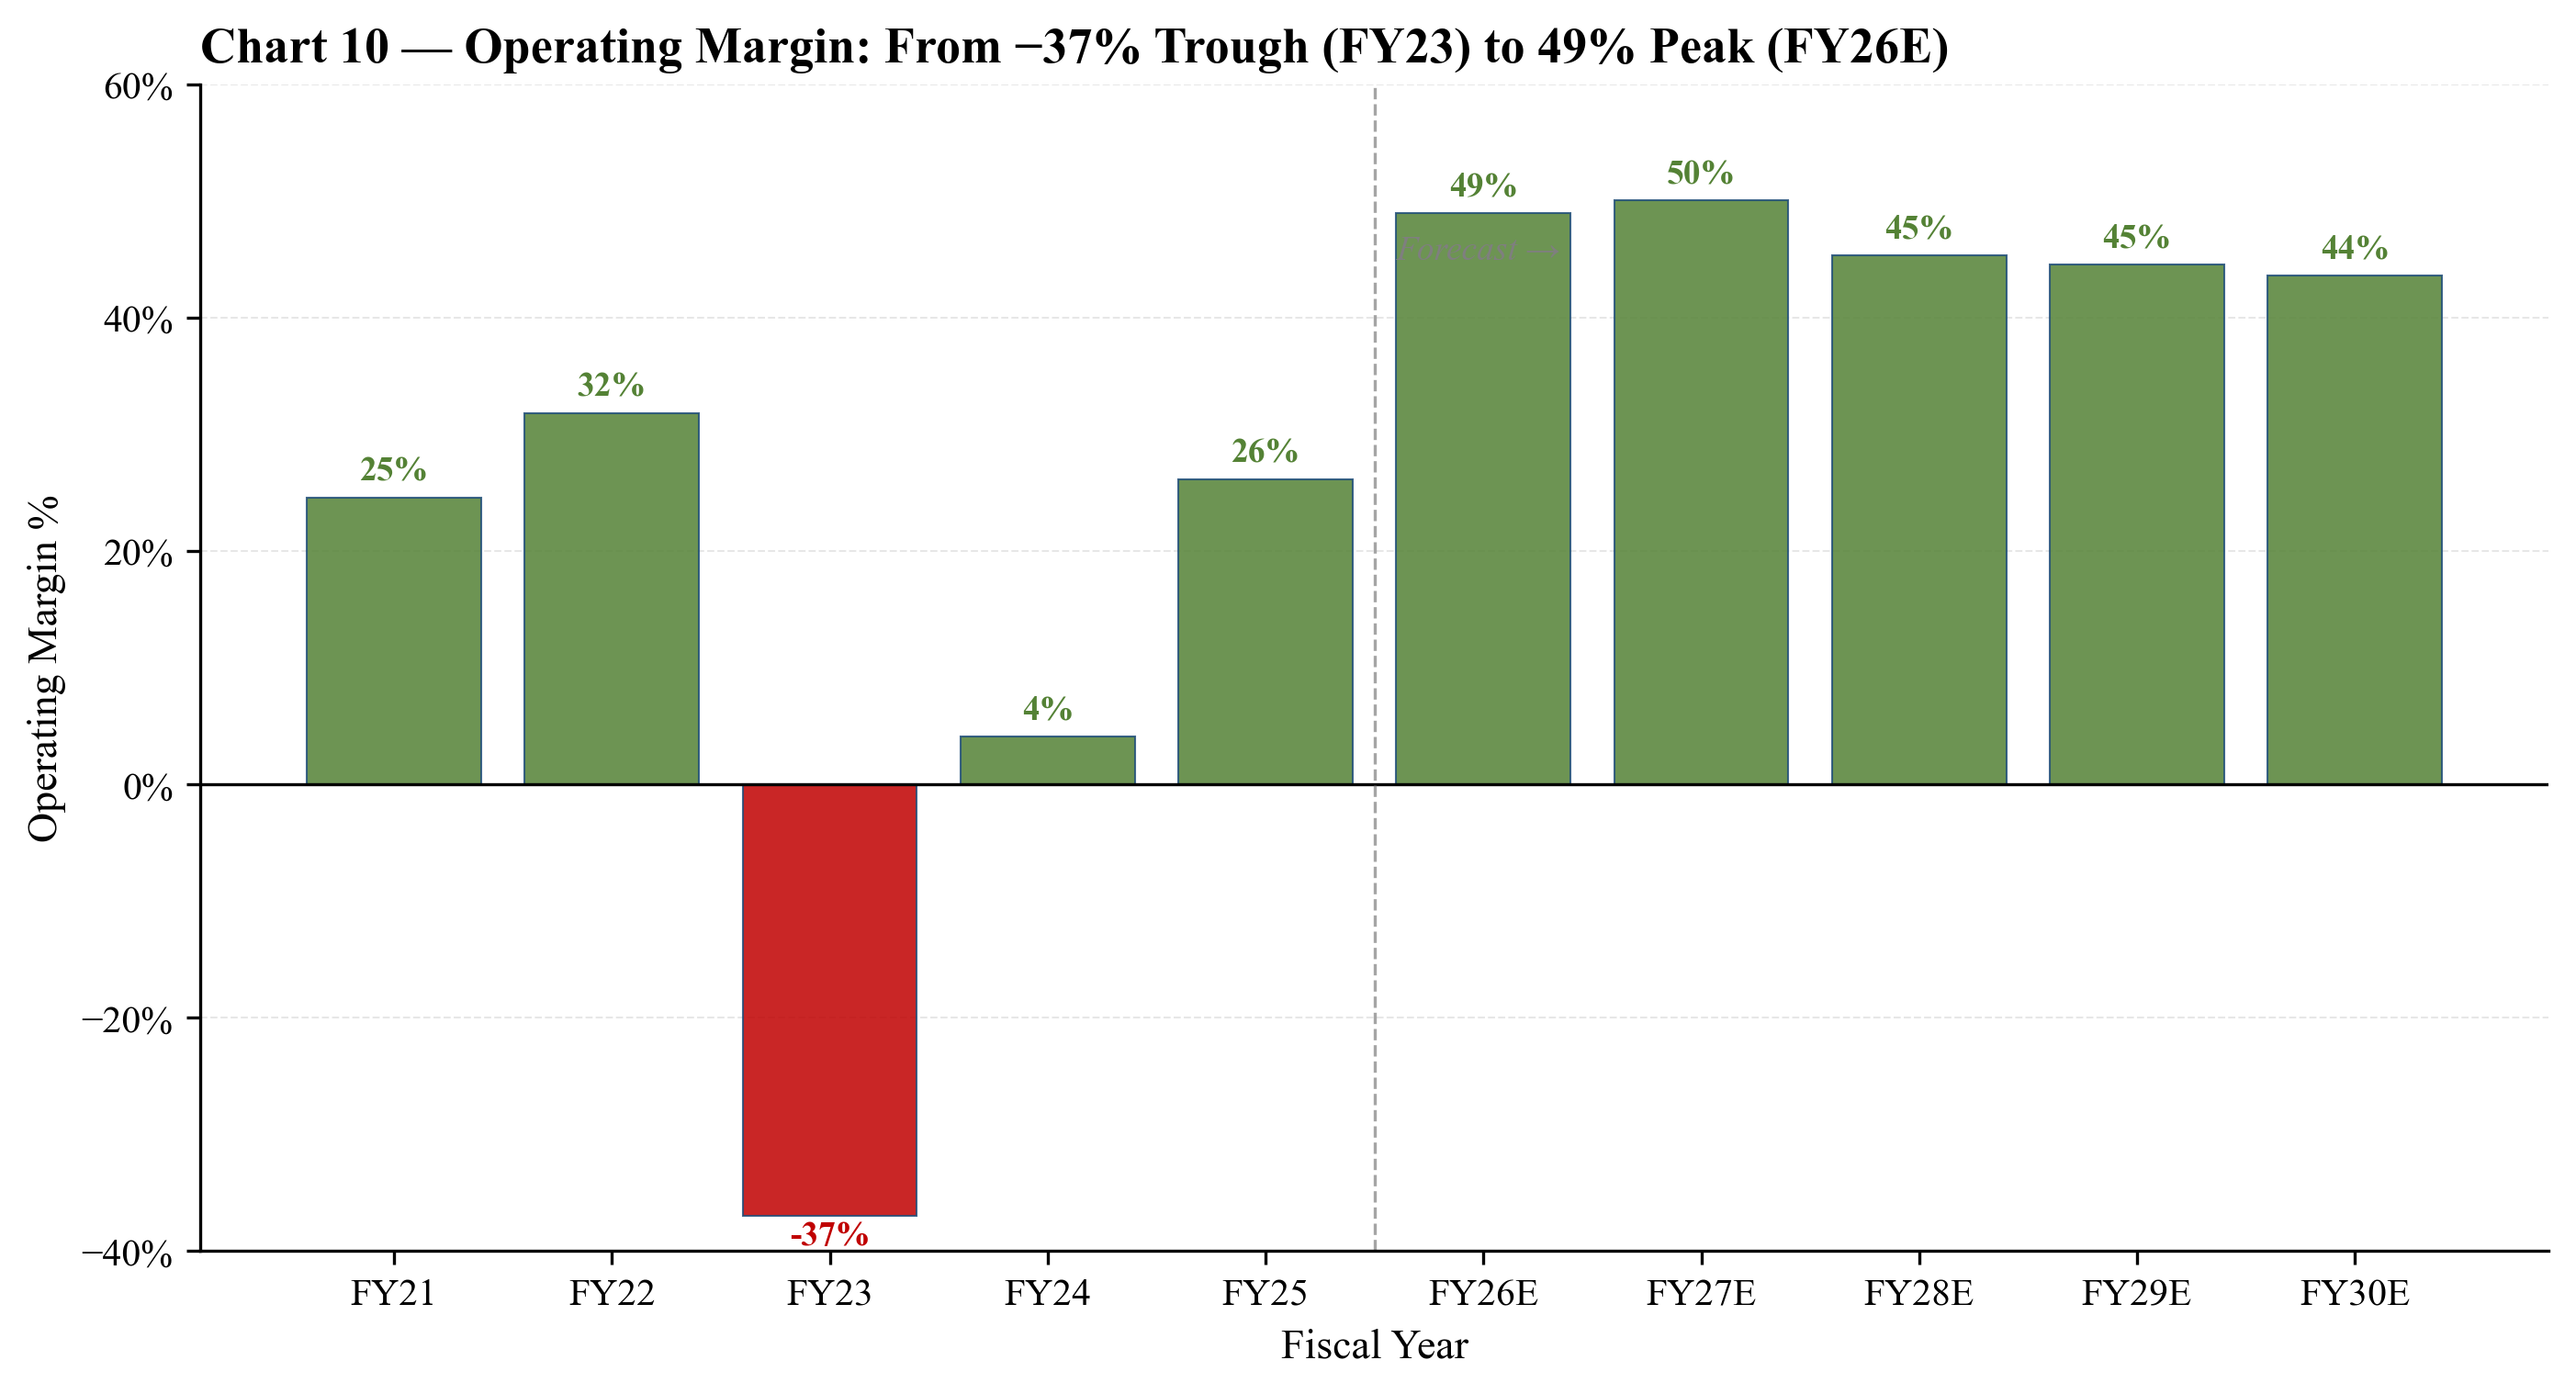 Chart 10 — Operating Margin: From −37% Trough (FY23) to 49% Peak (FY26E)
60%
40%
20%
0%
−20%
−40%
Operating Margin %
25%
32%
-37%
4%
26%
49%
50%
45%
45%
44%
Forecast →
FY21
FY22
FY23
FY24
FY25
FY26E
FY27E
FY28E
FY29E
FY30E
Fiscal Year